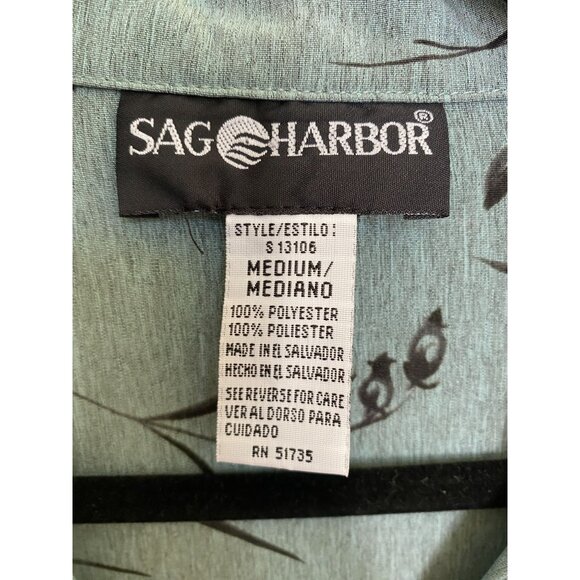 SAG HARBOR®
STYLE/ESTILO:
S 13106
MEDIUM/
MEDIANO
100% POLYESTER
100% POLIESTER
MADE IN EL SALVADOR
HECHO EN EL SALVADOR
SEE REVERSE FOR CARE
VER AL DORSO PARA
CUIDADO
RN 51735